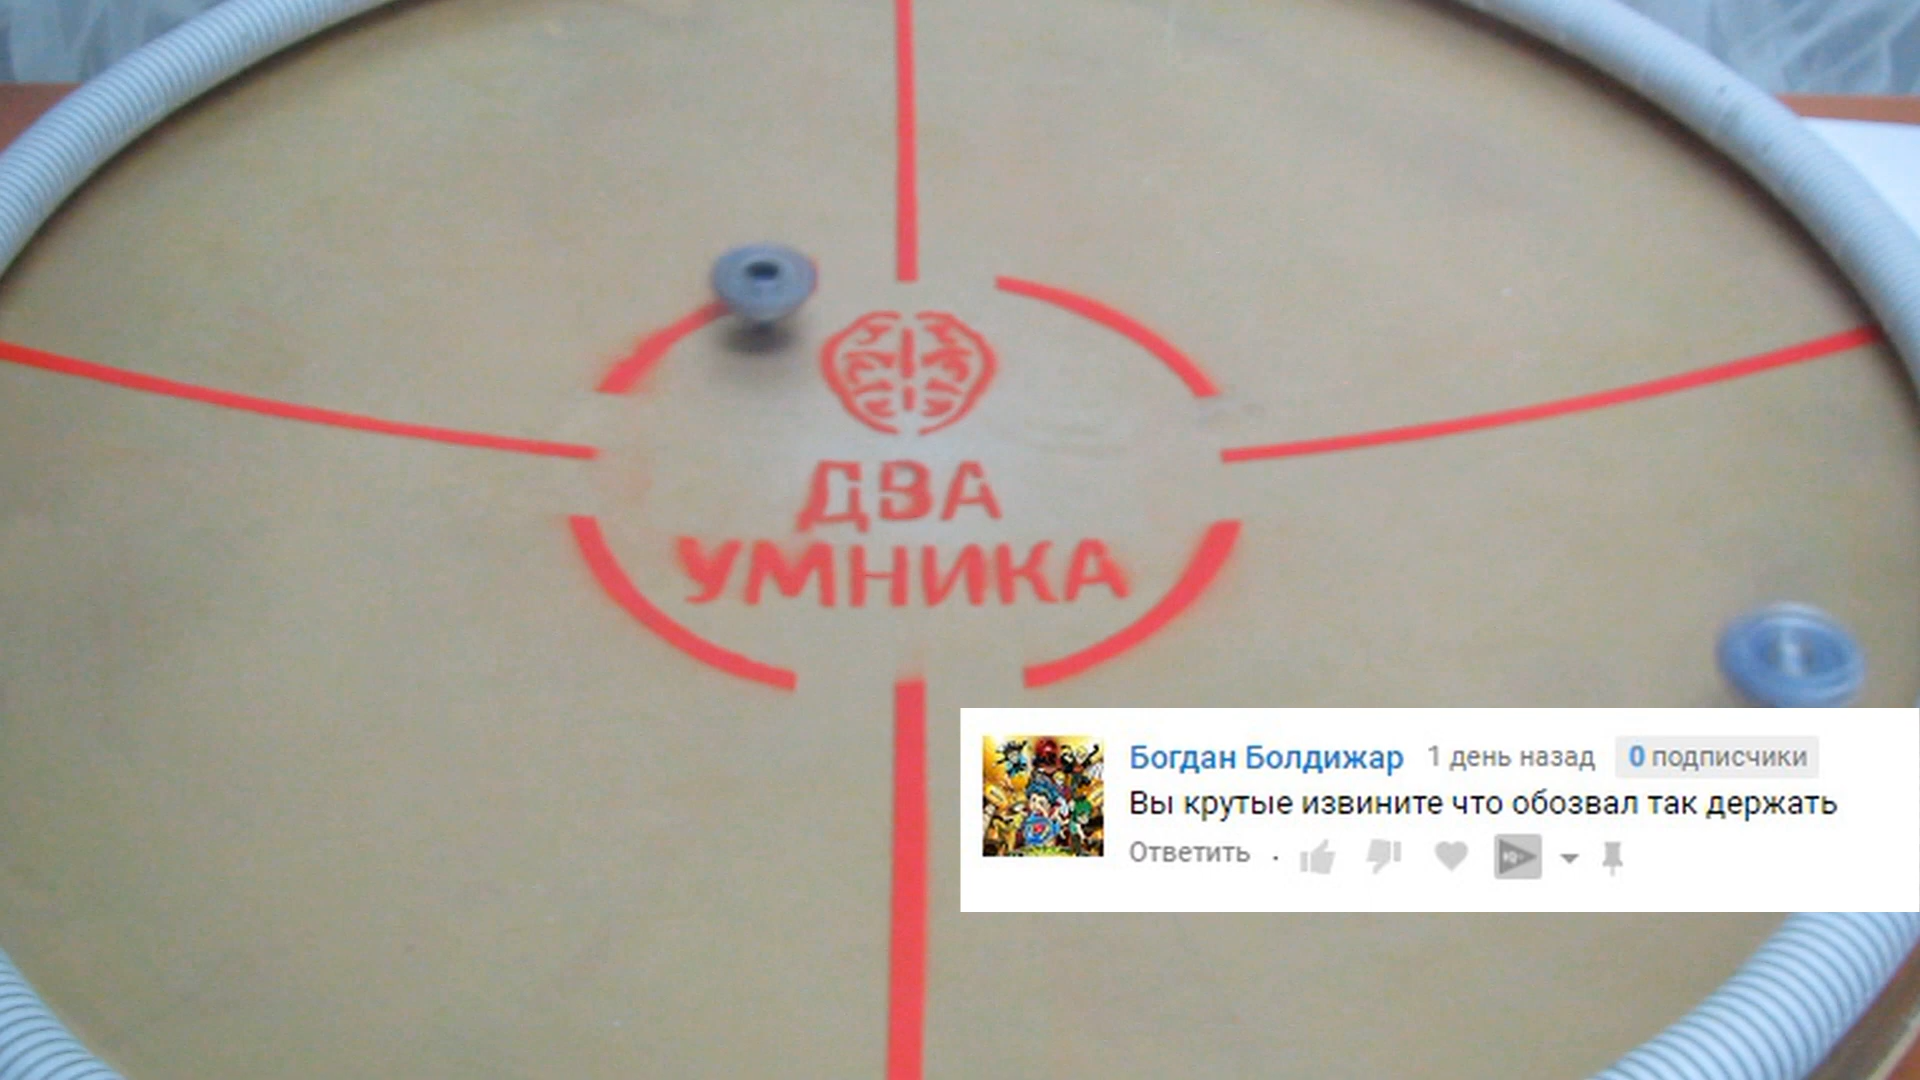 ДВА
УМНИКА
Богдан Болдижар 1 день назад 0 подписчики
Вы крутые извините что обозвал так держать
Ответить